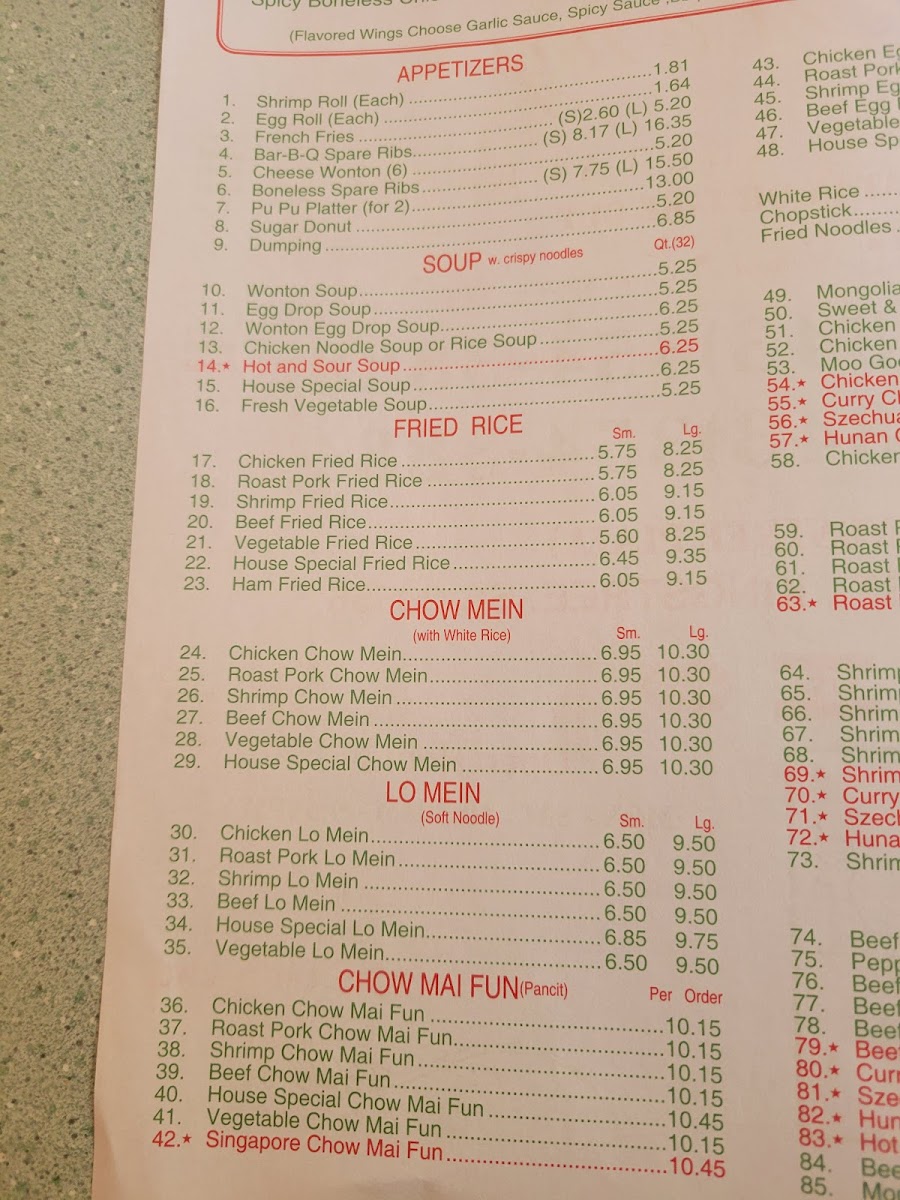 Spicy Boneless
(Flavored Wings Choose Garlic Sauce, Spicy Sauce
APPETIZERS
1. Shrimp Roll (Each) 1.81
2. Egg Roll (Each) 1.64
3. French Fries (S)2.60 (L) 5.20
4. Bar-B-Q Spare Ribs (S) 8.17 (L) 16.35
5. Cheese Wonton (6) 5.20
6. Boneless Spare Ribs (S) 7.75 (L) 15.50
7. Pu Pu Platter (for 2) 13.00
8. Sugar Donut 5.20
9. Dumping 6.85
SOUP w. crispy noodles Qt.(32)
10. Wonton Soup 5.25
11. Egg Drop Soup 5.25
12. Wonton Egg Drop Soup 6.25
13. Chicken Noodle Soup or Rice Soup 5.25
14.★ Hot and Sour Soup 6.25
15. House Special Soup 6.25
16. Fresh Vegetable Soup 5.25
FRIED RICE Sm. Lg.
17. Chicken Fried Rice 5.75 8.25
18. Roast Pork Fried Rice 5.75 8.25
19. Shrimp Fried Rice 6.05 9.15
20. Beef Fried Rice 6.05 9.15
21. Vegetable Fried Rice 5.60 8.25
22. House Special Fried Rice 6.45 9.35
23. Ham Fried Rice 6.05 9.15
CHOW MEIN
(with White Rice) Sm. Lg.
24. Chicken Chow Mein 6.95 10.30
25. Roast Pork Chow Mein 6.95 10.30
26. Shrimp Chow Mein 6.95 10.30
27. Beef Chow Mein 6.95 10.30
28. Vegetable Chow Mein 6.95 10.30
29. House Special Chow Mein 6.95 10.30
LO MEIN
(Soft Noodle) Sm. Lg.
30. Chicken Lo Mein 6.50 9.50
31. Roast Pork Lo Mein 6.50 9.50
32. Shrimp Lo Mein 6.50 9.50
33. Beef Lo Mein 6.50 9.50
34. House Special Lo Mein 6.85 9.75
35. Vegetable Lo Mein 6.50 9.50
CHOW MAI FUN (Pancit) Per Order
36. Chicken Chow Mai Fun 10.15
37. Roast Pork Chow Mai Fun 10.15
38. Shrimp Chow Mai Fun 10.15
39. Beef Chow Mai Fun 10.15
40. House Special Chow Mai Fun 10.45
41. Vegetable Chow Mai Fun 10.15
42.★ Singapore Chow Mai Fun 10.45
43. Chicken
44. Roast Pork
45. Shrimp
46. Beef Egg
47. Vegetable
48. House
White Rice
Chopstick
Fried Noodles
49.
50. Sweet &
51. Chicken
52. Chicken
53. Moo
54.★ Chicken
55.★ Curry
56.★
57.★ Hunan
58. Chicken
59. Roast
60. Roast
61. Roast
62. Roast
63.★ Roast
64.
65.
66.
67.
68.
69.★
70.★ Curry
71.★
72.★
73.
74. Beef
75.
76. Beef
77.
78.
79.★
80.★
81.★
82.★
83.★ Hot
84.
85.